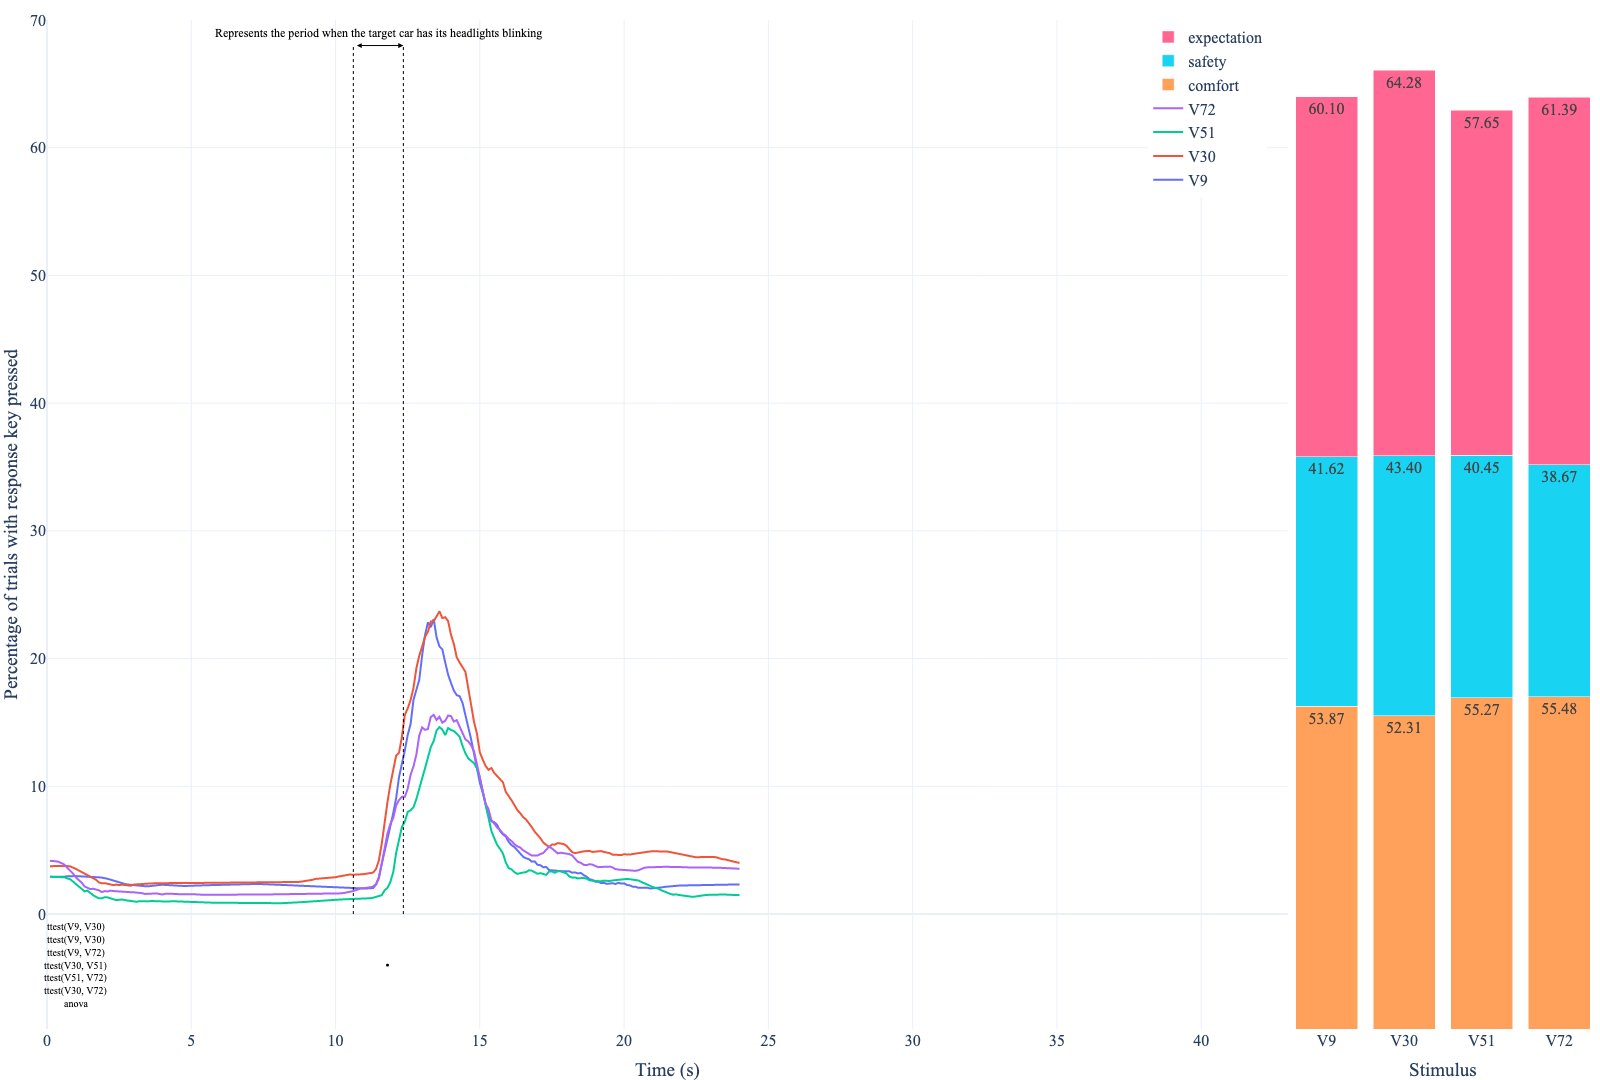 Represents the period when the target car has its headlights blinking
Percentage of trials with response key pressed
70
60
50
40
30
20
10
0
expectation
safety
comfort
V72
V51
V30
V9
ttest(V9, V30)
ttest(V9, V30)
ttest(V9, V72)
ttest(V30, V51)
ttest(V51, V72)
ttest(V30, V72)
anova
0 5 10 15 20 25 30 35 40
Time (s)
60.10 64.28 57.65 61.39
41.62 43.40 40.45 38.67
53.87 52.31 55.27 55.48
V9 V30 V51 V72
Stimulus